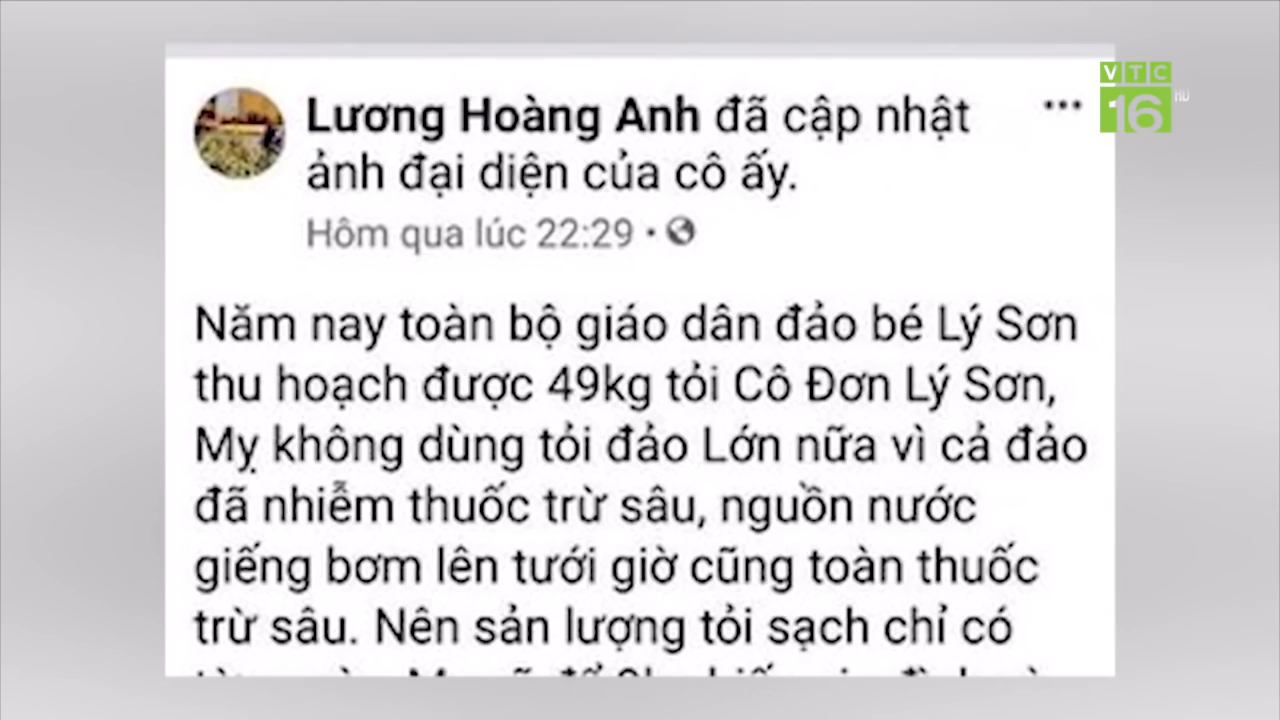 VTC
16
HD
Lương Hoàng Anh đã cập nhật
ảnh đại diện của cô ấy.
Hôm qua lúc 22:29
Năm nay toàn bộ giáo dân đảo bé Lý Sơn
thu hoạch được 49kg tỏi Cô Đơn Lý Sơn,
Mỵ không dùng tỏi đảo Lớn nữa vì cả đảo
đã nhiễm thuốc trừ sâu, nguồn nước
giếng bơm lên tưới giờ cũng toàn thuốc
trừ sâu. Nên sản lượng tỏi sạch chỉ có